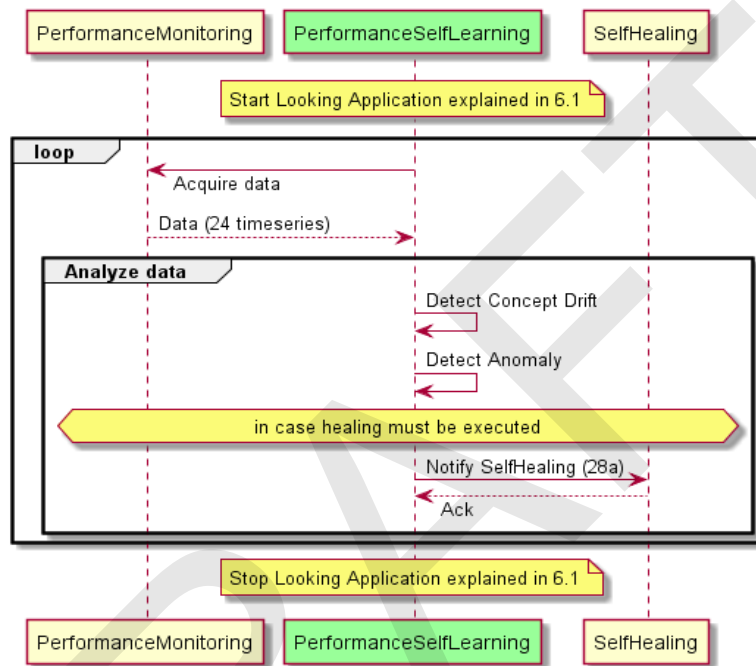 PerformanceMonitoring
PerformanceSelfLearning
SelfHealing
Start Looking Application explained in 6.1
loop
Acquire data
Data (24 timeseries)
Analyze data
Detect Concept Drift
Detect Anomaly
in case healing must be executed
Notify SelfHealing (28a)
Ack
Stop Looking Application explained in 6.1
PerformanceMonitoring
PerformanceSelfLearning
SelfHealing